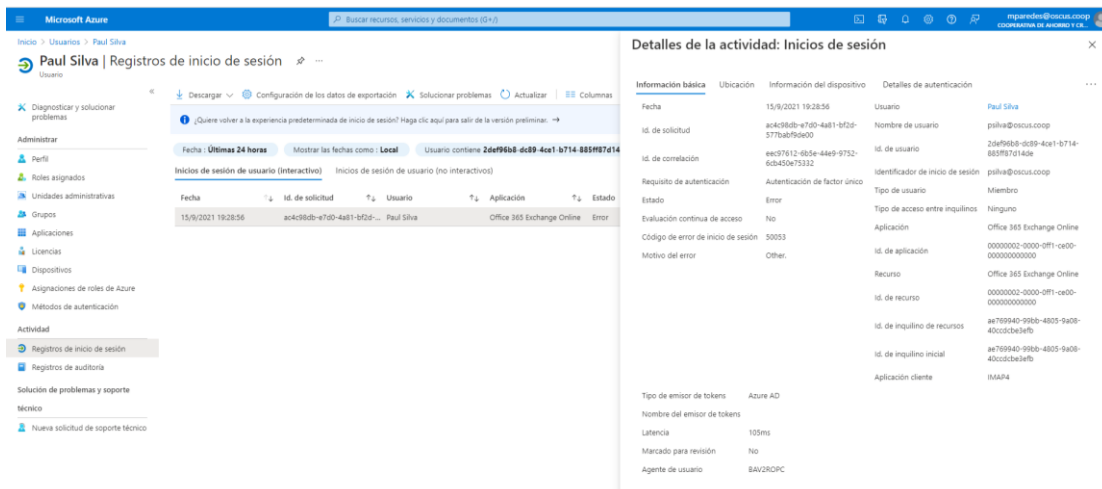 Microsoft Azure
Buscar recursos, servicios y documentos (G+/)
mparedes@oscus.coop
COOPERATIVA DE AHORRO Y CR...
Inicio > Usuarios > Paul Silva
Paul Silva | Registros de inicio de sesión
Usuario
Diagnosticar y solucionar
problemas
Administrar
Perfil
Roles asignados
Unidades administrativas
Grupos
Aplicaciones
Licencias
Dispositivos
Asignaciones de roles de Azure
Métodos de autenticación
Actividad
Registros de inicio de sesión
Registros de auditoría
Solución de problemas y soporte
técnico
Nueva solicitud de soporte técnico
Descargar Configuración de los datos de exportación Solucionar problemas Actualizar Columnas
¿Quiere volver a la experiencia predeterminada de inicio de sesión? Haga clic aquí para salir de la versión preliminar. →
Fecha : Últimas 24 horas Mostrar las fechas como : Local Usuario contiene 2def96b8-dc89-4ce1-b714-885ff87d14
Inicios de sesión de usuario (interactivo) Inicios de sesión de usuario (no interactivos)
Fecha Id. de solicitud Usuario Aplicación Estado
15/9/2021 19:28:56 ac4c98db-e7d0-4a81-bf2d-... Paul Silva Office 365 Exchange Online Error
Detalles de la actividad: Inicios de sesión
Información básica Ubicación Información del dispositivo Detalles de autenticación
Fecha 15/9/2021 19:28:56
Id. de solicitud ac4c98db-e7d0-4a81-bf2d-
577babf9de00
Id. de correlación eec97612-6b5e-44e9-9752-
6cb450e75332
Requisito de autenticación Autenticación de factor único
Estado Error
Evaluación continua de acceso No
Código de error de inicio de sesión 50053
Motivo del error Other.
Usuario Paul Silva
Nombre de usuario psilva@oscus.coop
Id. de usuario 2def96b8-dc89-4ce1-b714-
885ff87d14de
Identificador de inicio de sesión psilva@oscus.coop
Tipo de usuario Miembro
Tipo de acceso entre inquilinos Ninguno
Aplicación Office 365 Exchange Online
Id. de aplicación 00000002-0000-0ff1-ce00-
000000000000
Recurso Office 365 Exchange Online
Id. de recurso 00000002-0000-0ff1-ce00-
000000000000
Id. de inquilino de recursos ae769940-99bb-4805-9a08-
40ccdcbe3efb
Id. de inquilino inicial ae769940-99bb-4805-9a08-
40ccdcbe3efb
Aplicación cliente IMAP4
Tipo de emisor de tokens Azure AD
Nombre del emisor de tokens
Latencia 105ms
Marcado para revisión No
Agente de usuario BAV2ROPC